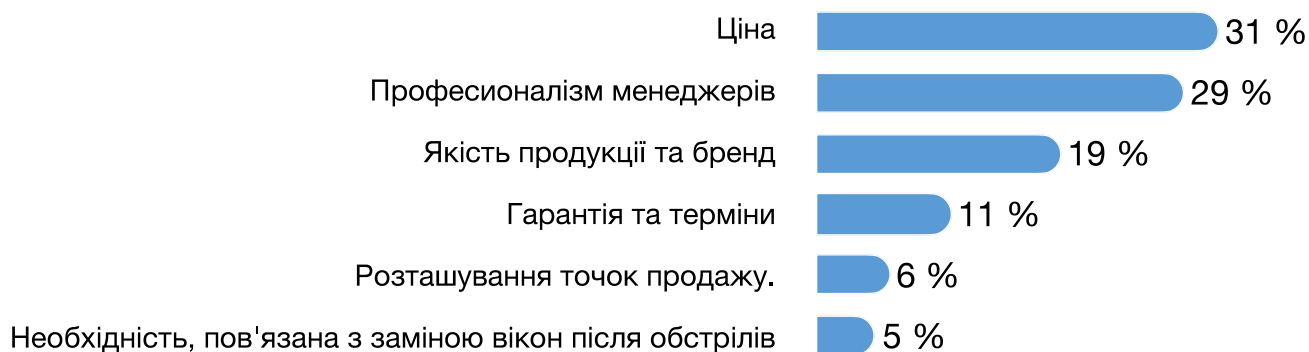 Ціна 31 %
Професионалізм менеджерів 29 %
Якість продукції та бренд 19 %
Гарантія та терміни 11 %
Розташування точок продажу. 6 %
Необхідність, пов'язана з заміною вікон після обстрілів 5 %